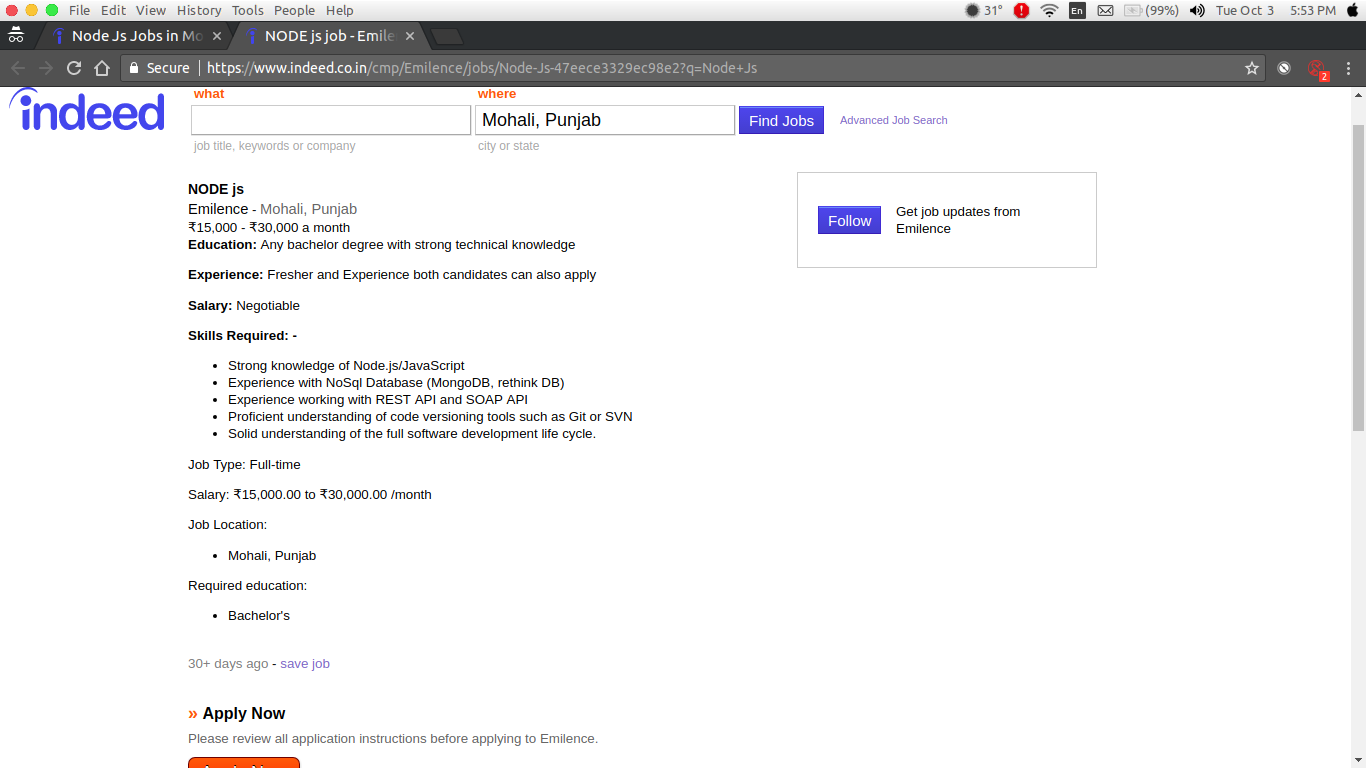 File Edit View History Tools People Help
31° En (99%) Tue Oct 3 5:53 PM
Node Js Jobs in Mo
NODE js job - Emile
Secure https://www.indeed.co.in/cmp/Emilence/jobs/Node-Js-47eece3329ec98e2?q=Node+Js
2
indeed
what
where
Mohali, Punjab
Find Jobs
Advanced Job Search
job title, keywords or company
city or state
NODE js
Emilence - Mohali, Punjab
₹15,000 - ₹30,000 a month
Education: Any bachelor degree with strong technical knowledge
Experience: Fresher and Experience both candidates can also apply
Salary: Negotiable
Skills Required: -
• Strong knowledge of Node.js/JavaScript
• Experience with NoSql Database (MongoDB, rethink DB)
• Experience working with REST API and SOAP API
• Proficient understanding of code versioning tools such as Git or SVN
• Solid understanding of the full software development life cycle.
Job Type: Full-time
Salary: ₹15,000.00 to ₹30,000.00 /month
Job Location:
• Mohali, Punjab
Required education:
• Bachelor's
30+ days ago - save job
» Apply Now
Please review all application instructions before applying to Emilence.
Follow
Get job updates from
Emilence